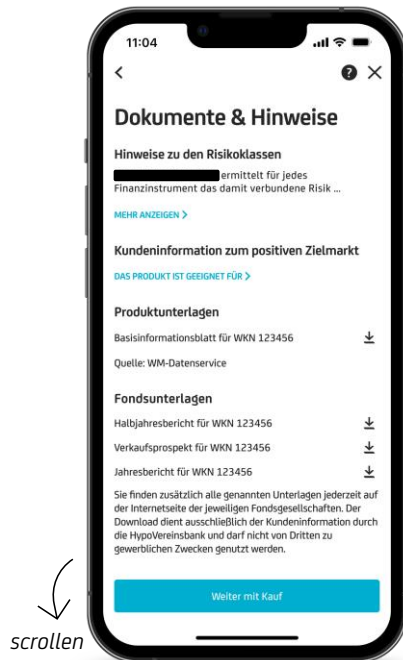 11:04
Dokumente & Hinweise
Hinweise zu den Risikoklassen
ermittelt für jedes
Finanzinstrument das damit verbundene Risik ...
MEHR ANZEIGEN >
Kundeninformation zum positiven Zielmarkt
DAS PRODUKT IST GEEIGNET FÜR >
Produktunterlagen
Basisinformationsblatt für WKN 123456
Quelle: WM-Datenservice
Fondsunterlagen
Halbjahresbericht für WKN 123456
Verkaufsprospekt für WKN 123456
Jahresbericht für WKN 123456
Sie finden zusätzlich alle genannten Unterlagen jederzeit auf
der Internetseite der jeweiligen Fondsgesellschaften. Der
Download dient ausschließlich der Kundeninformation durch
die HypoVereinsbank und darf nicht von Dritten zu
gewerblichen Zwecken genutzt werden.
Weiter mit Kauf
scrollen